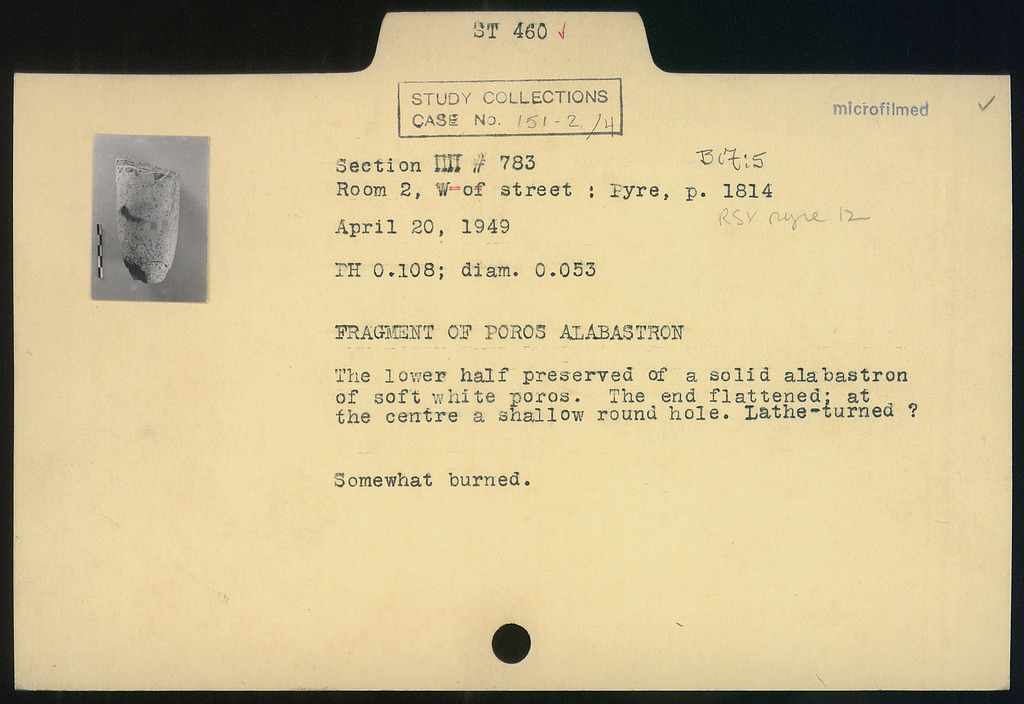 ST 460 ✓
STUDY COLLECTIONS
CASE No. 151-2/4
microfilmed ✓
Section ΠΠ # 783
B17:5
Room 2, W of street : Pyre, p. 1814
RSY pyre 12
April 20, 1949
PH 0.108; diam. 0.053
FRAGMENT OF POROS ALABASTRON
The lower half preserved of a solid alabastron
of soft white poros. The end flattened; at
the centre a shallow round hole. Lathe-turned ?
Somewhat burned.